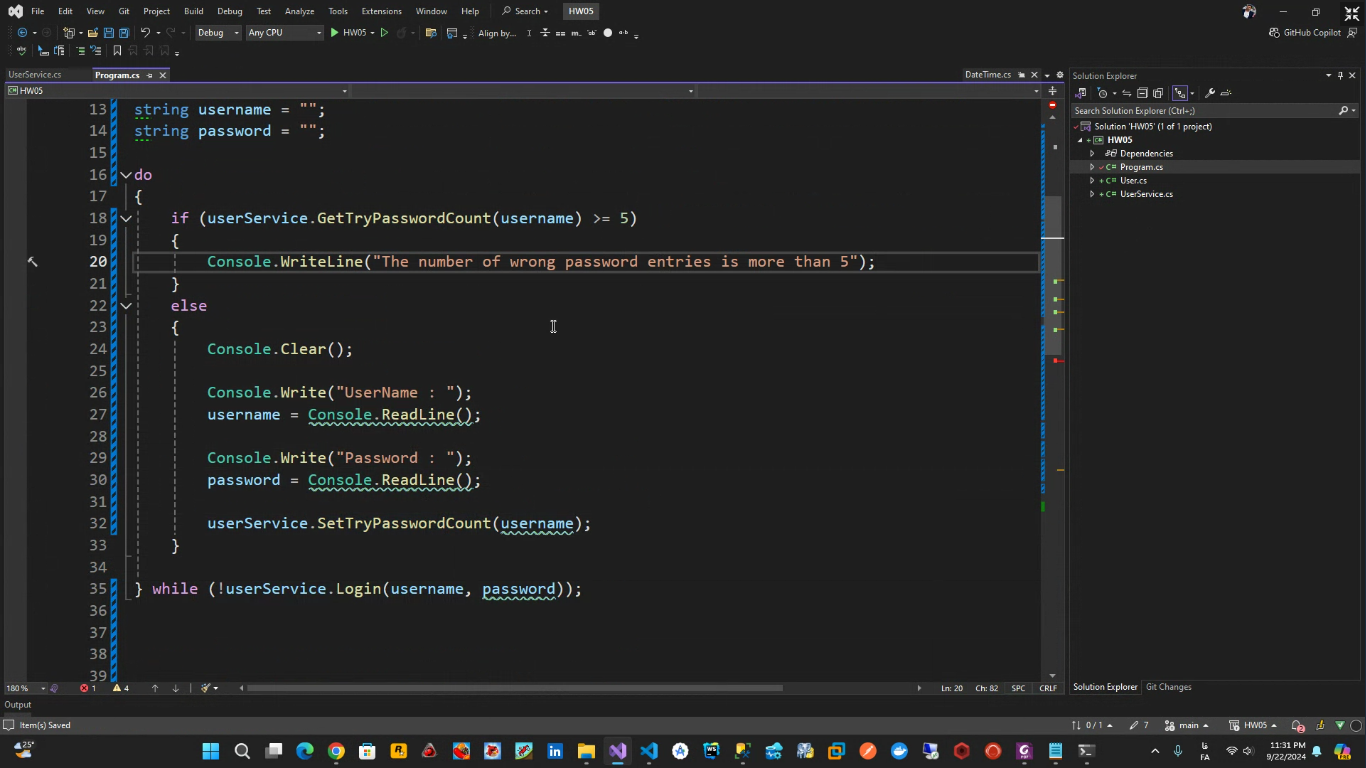 File Edit View Git Project Build Debug Test Analyze Tools Extensions Window Help Search HW05
Debug Any CPU HW05 Align by... GitHub Copilot
UserService.cs Program.cs DateTime.cs Solution Explorer
HW05
Search Solution Explorer (Ctrl+;)
Solution 'HW05' (1 of 1 project)
HW05
Dependencies
Program.cs
User.cs
UserService.cs
13 string username = "";
14 string password = "";
15
16 do
17 {
18 if (userService.GetTryPasswordCount(username) >= 5)
19 {
20 Console.WriteLine("The number of wrong password entries is more than 5");
21 }
22 else
23 {
24 Console.Clear();
25
26 Console.Write("UserName : ");
27 username = Console.ReadLine();
28
29 Console.Write("Password : ");
30 password = Console.ReadLine();
31
32 userService.SetTryPasswordCount(username);
33 }
34
35 } while (!userService.Login(username, password));
36
37
38
39
180 % 1 4 Ln: 20 Ch: 82 SPC CRLF
Solution Explorer Git Changes
Output
Item(s) Saved 0 / 1 7 main HW05 2
25° 11:31 PM
فا
FA 9/22/2024